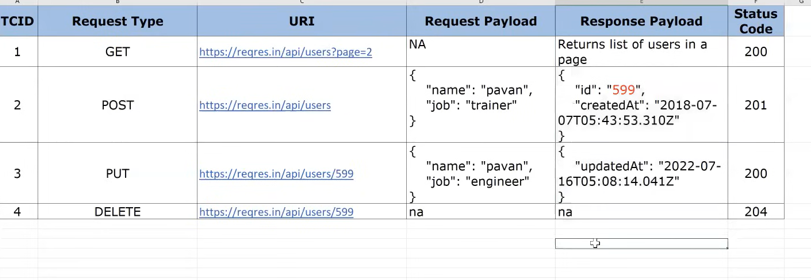 TCID Request Type URI Request Payload Response Payload Status Code
1 GET https://reqres.in/api/users?page=2 NA Returns list of users in a page 200
2 POST https://reqres.in/api/users
{
"name": "pavan",
"job": "trainer"
}
{
"id": "599",
"createdAt": "2018-07-
07T05:43:53.310Z"
}
201
3 PUT https://reqres.in/api/users/599
{
"name": "pavan",
"job": "engineer"
}
{
"updatedAt": "2022-07-
16T05:08:14.041Z"
}
200
4 DELETE https://reqres.in/api/users/599 na na 204